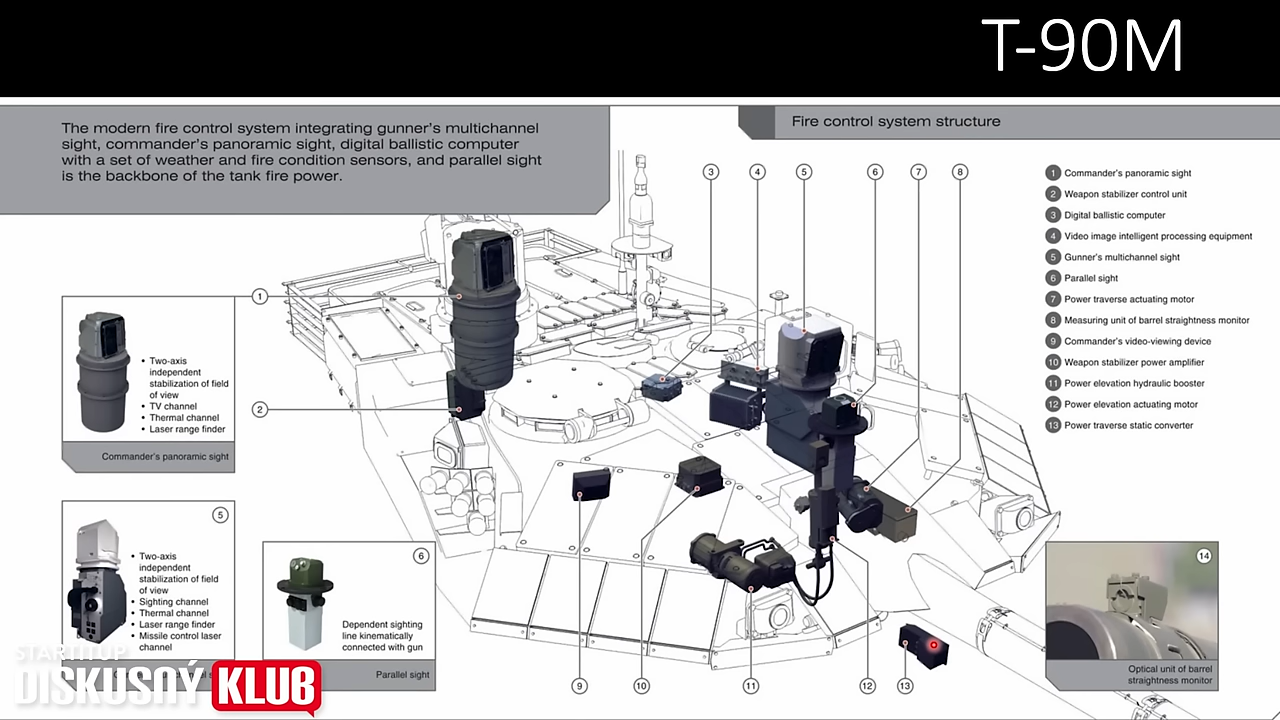 T-90M
The modern fire control system integrating gunner's multichannel
sight, commander's panoramic sight, digital ballistic computer
with a set of weather and fire condition sensors, and parallel sight
is the backbone of the tank fire power.
Fire control system structure
3 4 5 6 7 8
1 Commander's panoramic sight
2 Weapon stabilizer control unit
3 Digital ballistic computer
4 Video image intelligent processing equipment
5 Gunner's multichannel sight
6 Parallel sight
7 Power traverse actuating motor
8 Measuring unit of barrel straightness monitor
9 Commander's video-viewing device
10 Weapon stabilizer power amplifier
11 Power elevation hydraulic booster
12 Power elevation actuating motor
13 Power traverse static converter
1
• Two-axis
independent
stabilization of field
of view
• TV channel
• Thermal channel
• Laser range finder
Commander's panoramic sight
2
5
• Two-axis
independent
stabilization of field
of view
• Sighting channel
• Thermal channel
• Laser range finder
• Missile control laser
channel
6
Dependent sighting
line kinematically
connected with gun
Parallel sight
14
Optical unit of barrel
straightness monitor
9 10 11 12 13
STARTITUP
DISKUSNÝ KLUB